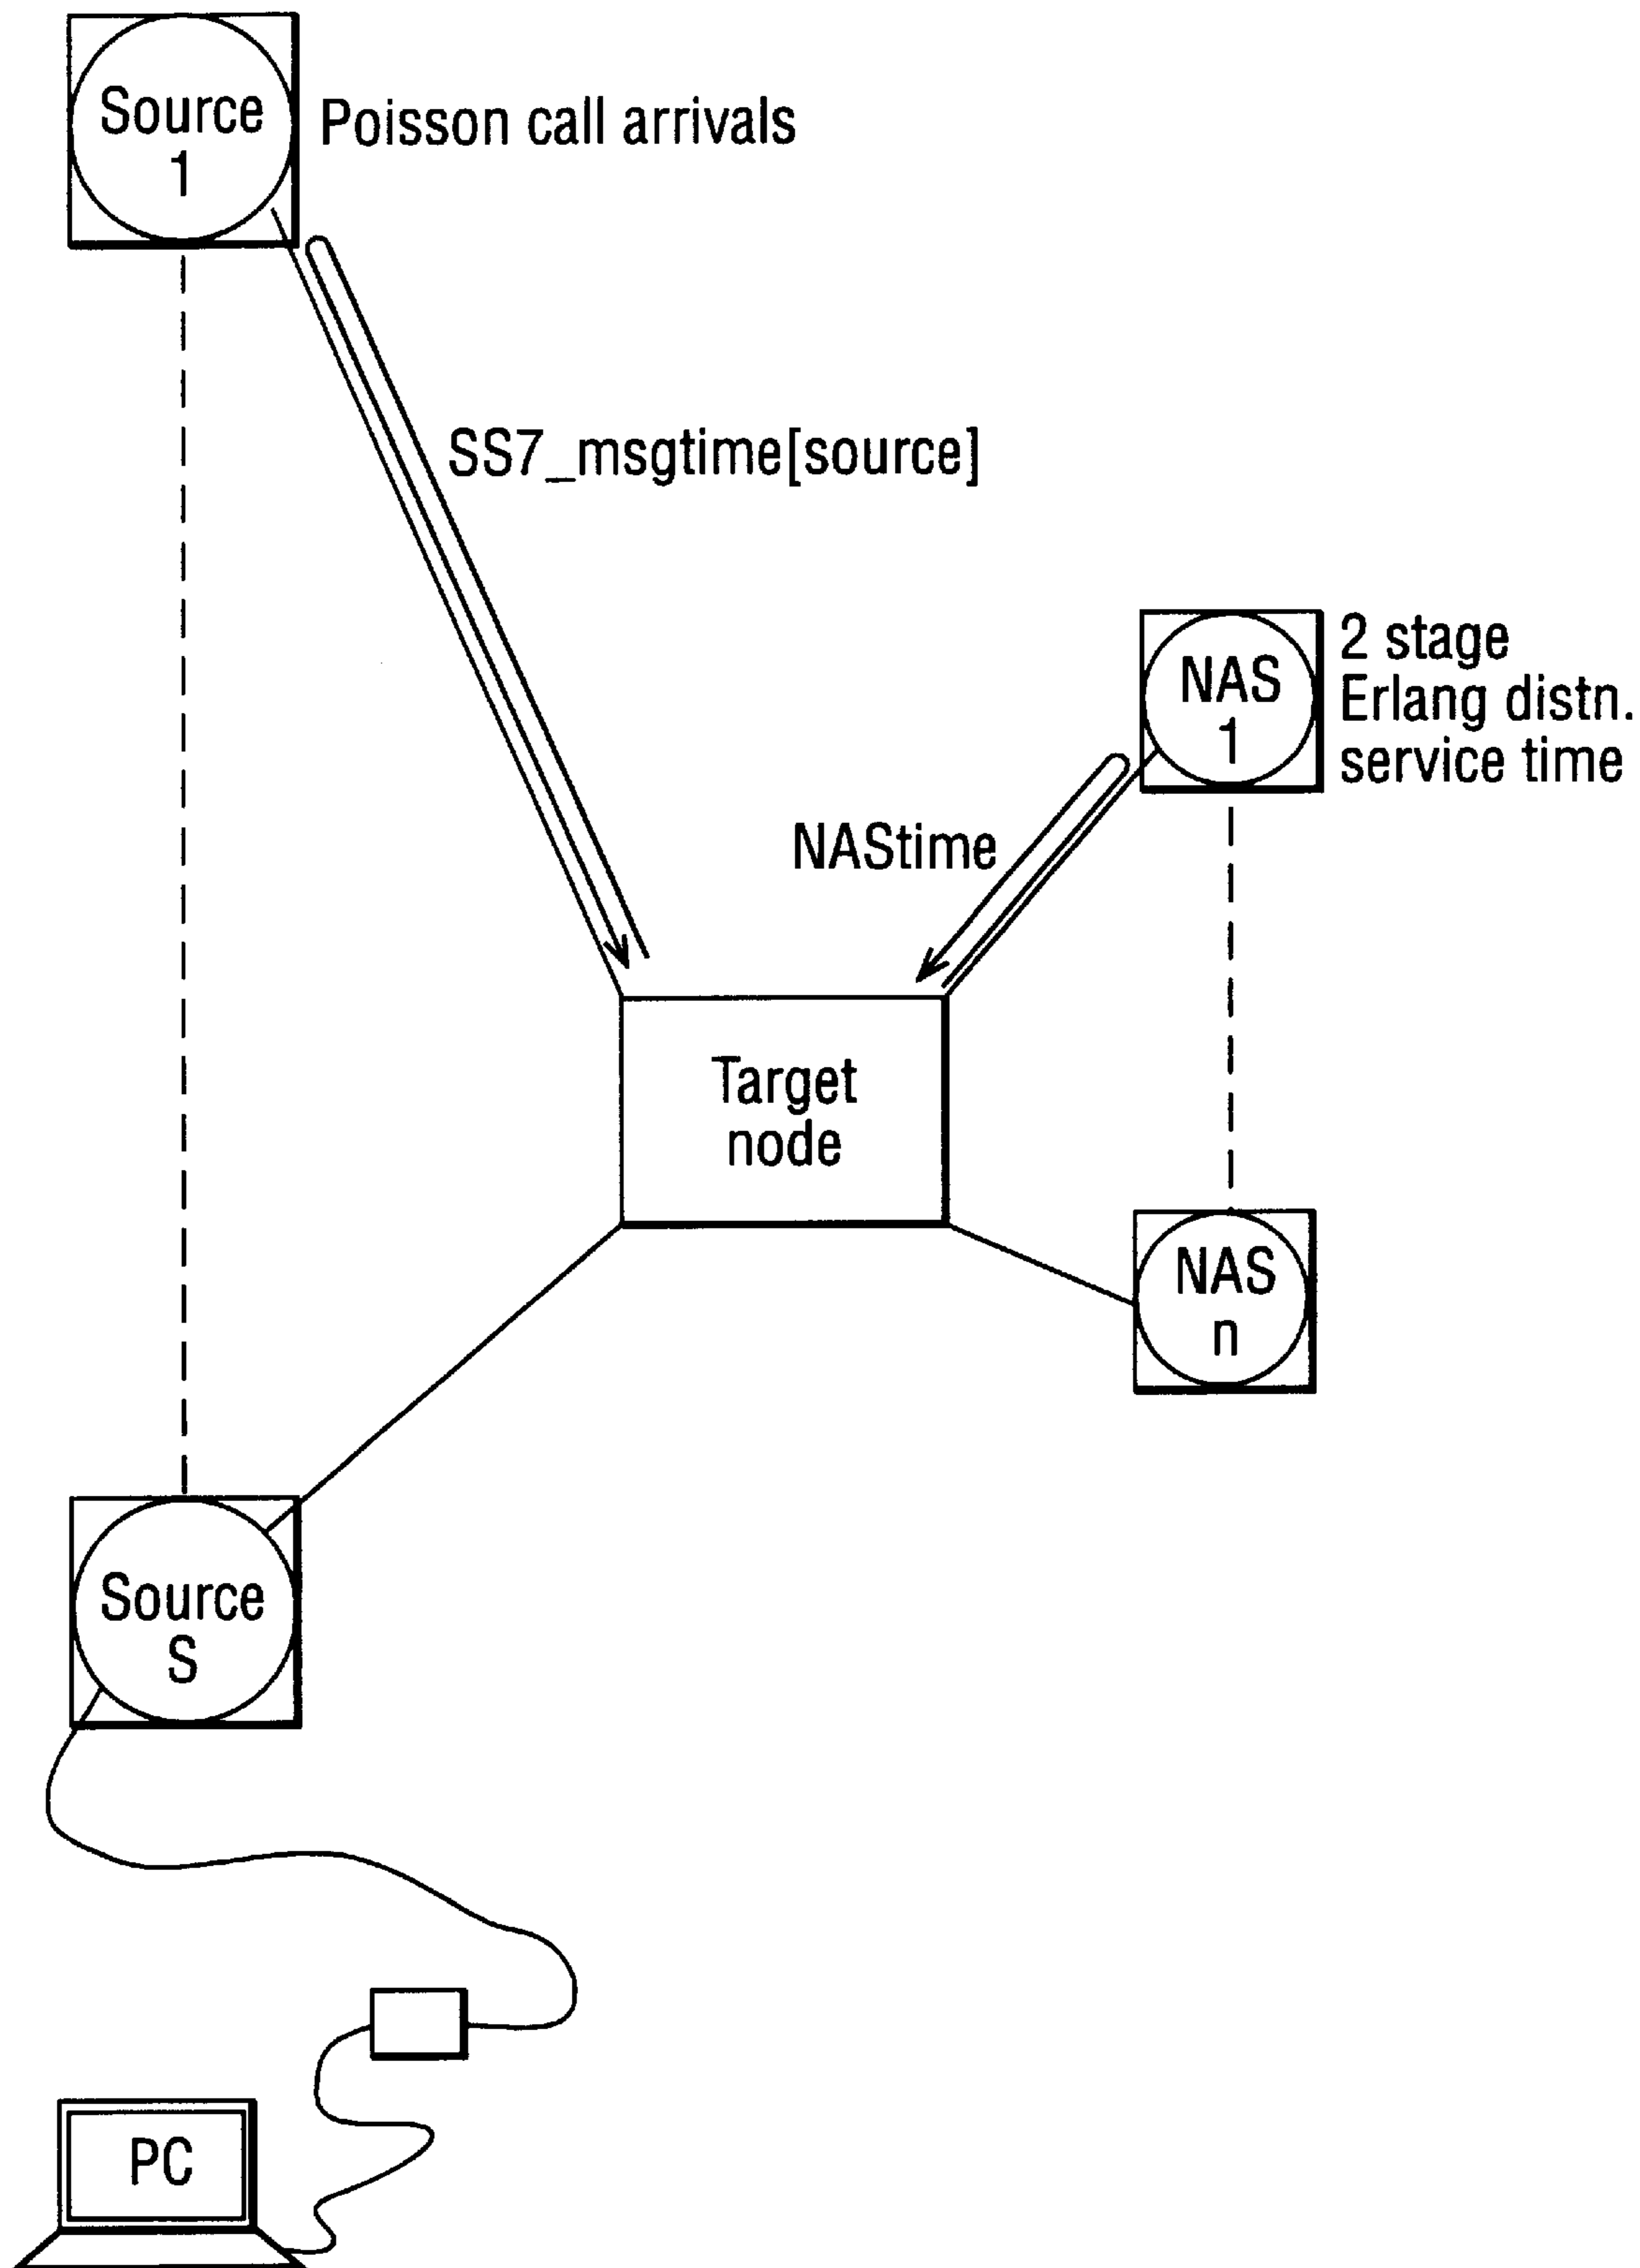 Source
1
Poisson call arrivals
SS7_msgtime[source]
NAS
1
2 stage
Erlang distn.
service time
NAStime
Target
node
NAS
n
Source
S
PC